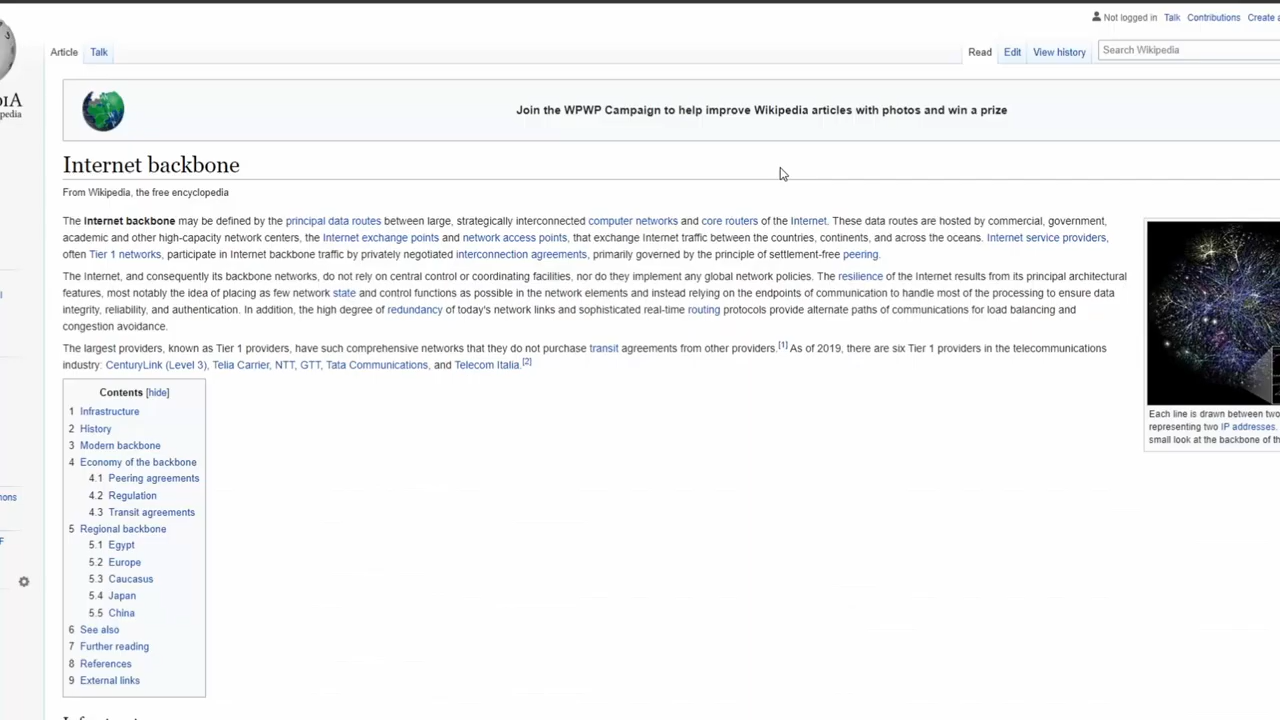 Not logged in Talk Contributions Create a
Article Talk Read Edit View history Search Wikipedia
pedia
Join the WPWP Campaign to help improve Wikipedia articles with photos and win a prize
Internet backbone
From Wikipedia, the free encyclopedia
The Internet backbone may be defined by the principal data routes between large, strategically interconnected computer networks and core routers of the Internet. These data routes are hosted by commercial, government,
academic and other high-capacity network centers, the Internet exchange points and network access points, that exchange Internet traffic between the countries, continents, and across the oceans. Internet service providers,
often Tier 1 networks, participate in Internet backbone traffic by privately negotiated interconnection agreements, primarily governed by the principle of settlement-free peering.
The Internet, and consequently its backbone networks, do not rely on central control or coordinating facilities, nor do they implement any global network policies. The resilience of the Internet results from its principal architectural
features, most notably the idea of placing as few network state and control functions as possible in the network elements and instead relying on the endpoints of communication to handle most of the processing to ensure data
integrity, reliability, and authentication. In addition, the high degree of redundancy of today's network links and sophisticated real-time routing protocols provide alternate paths of communications for load balancing and
congestion avoidance.
The largest providers, known as Tier 1 providers, have such comprehensive networks that they do not purchase transit agreements from other providers.[1] As of 2019, there are six Tier 1 providers in the telecommunications
industry: CenturyLink (Level 3), Telia Carrier, NTT, GTT, Tata Communications, and Telecom Italia.[2]
Contents [hide]
1 Infrastructure
2 History
3 Modern backbone
4 Economy of the backbone
4.1 Peering agreements
4.2 Regulation
4.3 Transit agreements
5 Regional backbone
5.1 Egypt
5.2 Europe
5.3 Caucasus
5.4 Japan
5.5 China
6 See also
7 Further reading
8 References
9 External links
Each line is drawn between two
representing two IP addresses.
small look at the backbone of th
mons